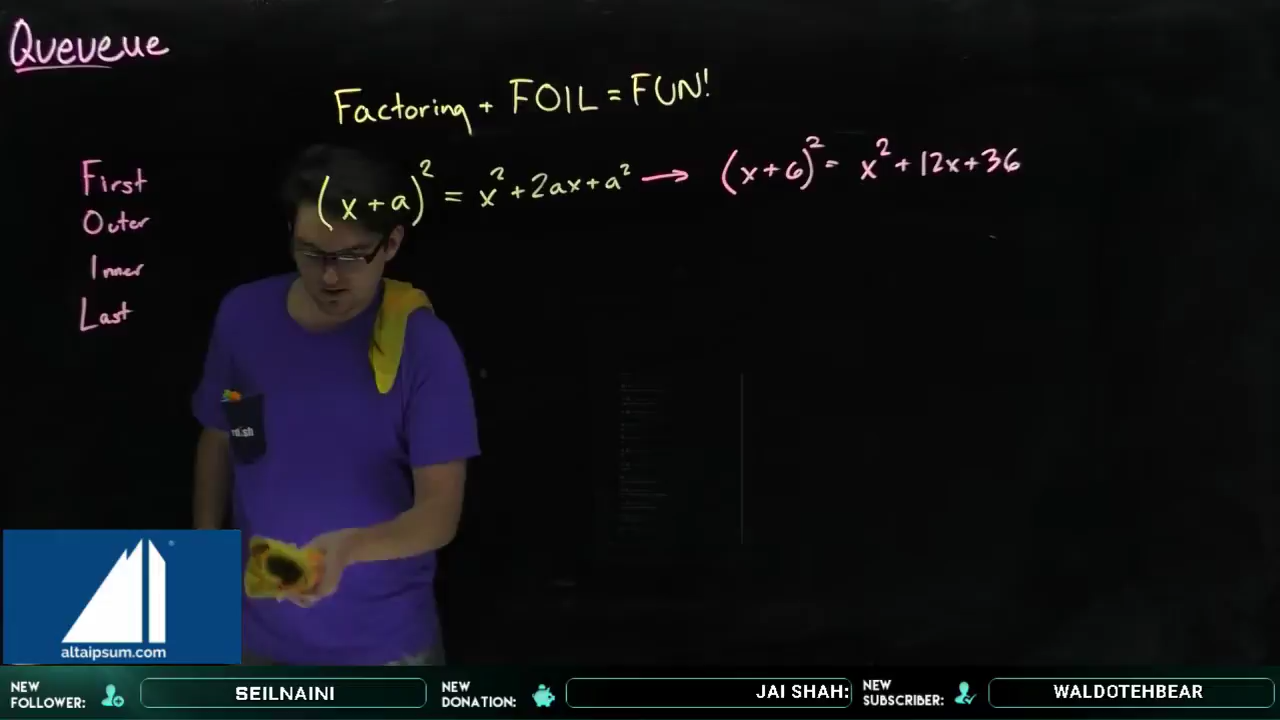 Queueue
Factoring + FOIL = FUN!
(x+a)² = x²+2ax+a² → (x+6)² = x²+12x+36
First
Outer
Inner
Last
altaipsum.com
NEW FOLLOWER: SEILNAINI
NEW DONATION: JAI SHAH:
NEW SUBSCRIBER: WALDOTEHBEAR